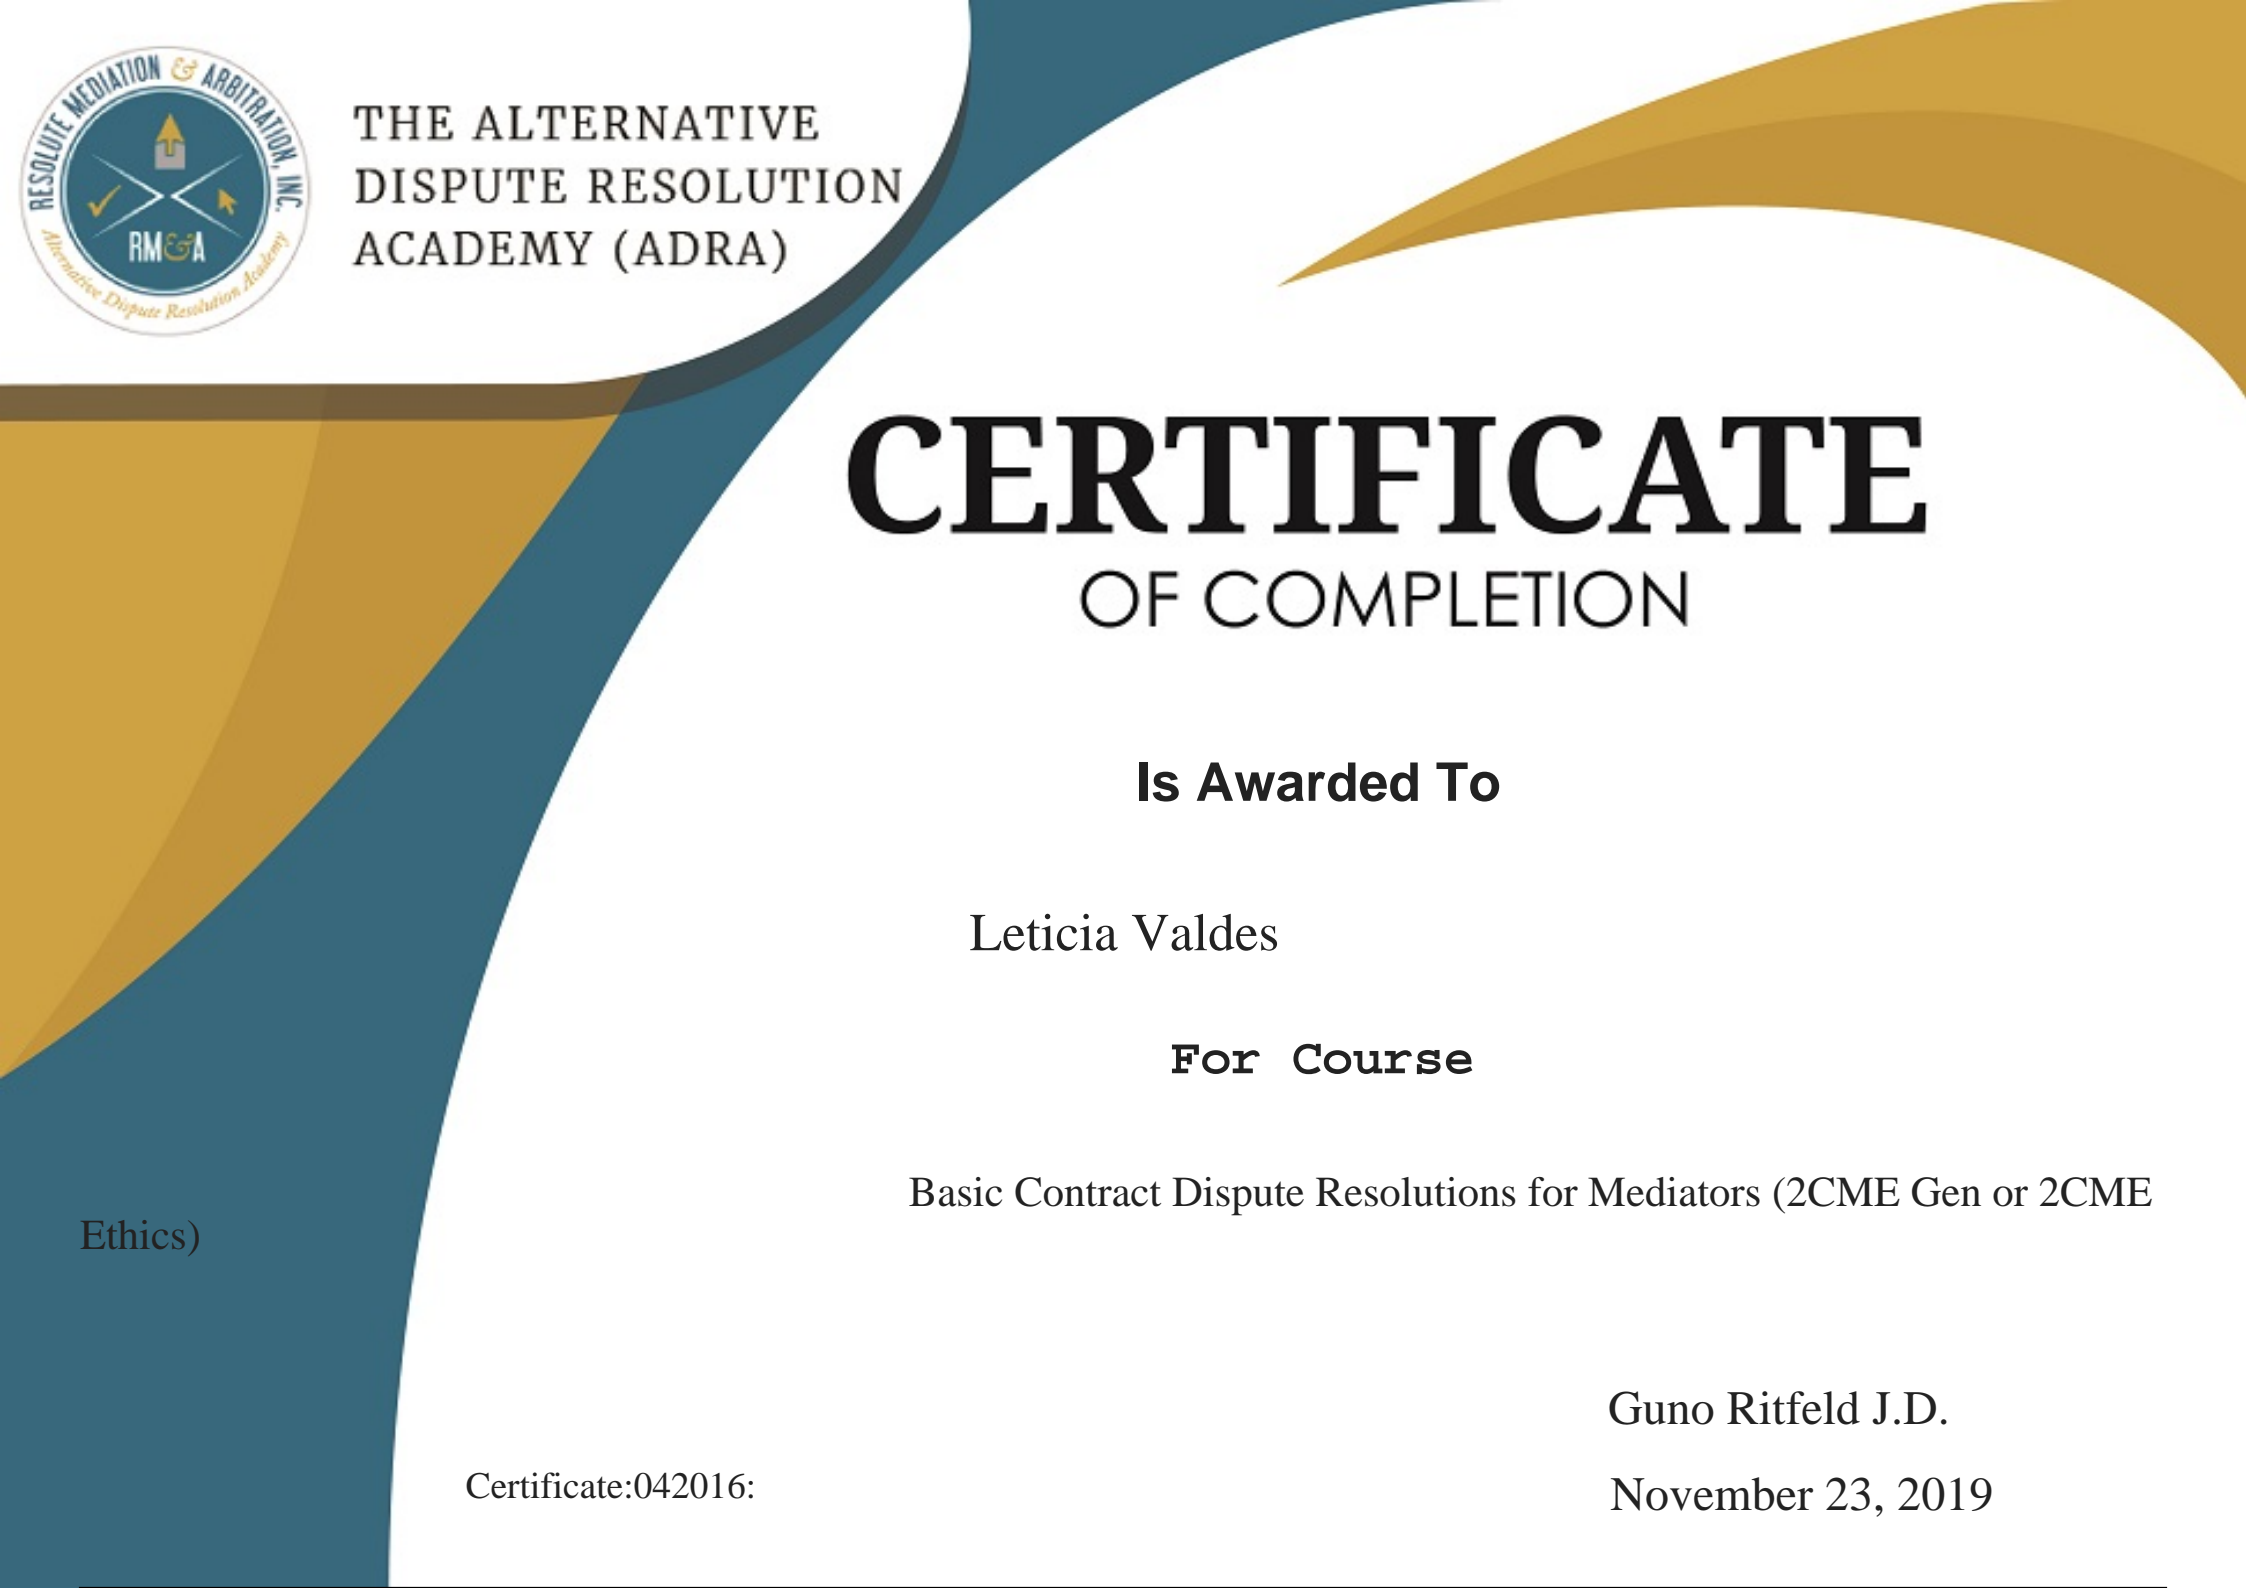 RESOLUTE MEDIATION & ARBITRATION, INC.
RM&A
Alternative Dispute Resolution Academy
THE ALTERNATIVE
DISPUTE RESOLUTION
ACADEMY (ADRA)
CERTIFICATE
OF COMPLETION
Is Awarded To
Leticia Valdes
For Course
Basic Contract Dispute Resolutions for Mediators (2CME Gen or 2CME
Ethics)
Guno Ritfeld J.D.
Certificate:042016:
November 23, 2019